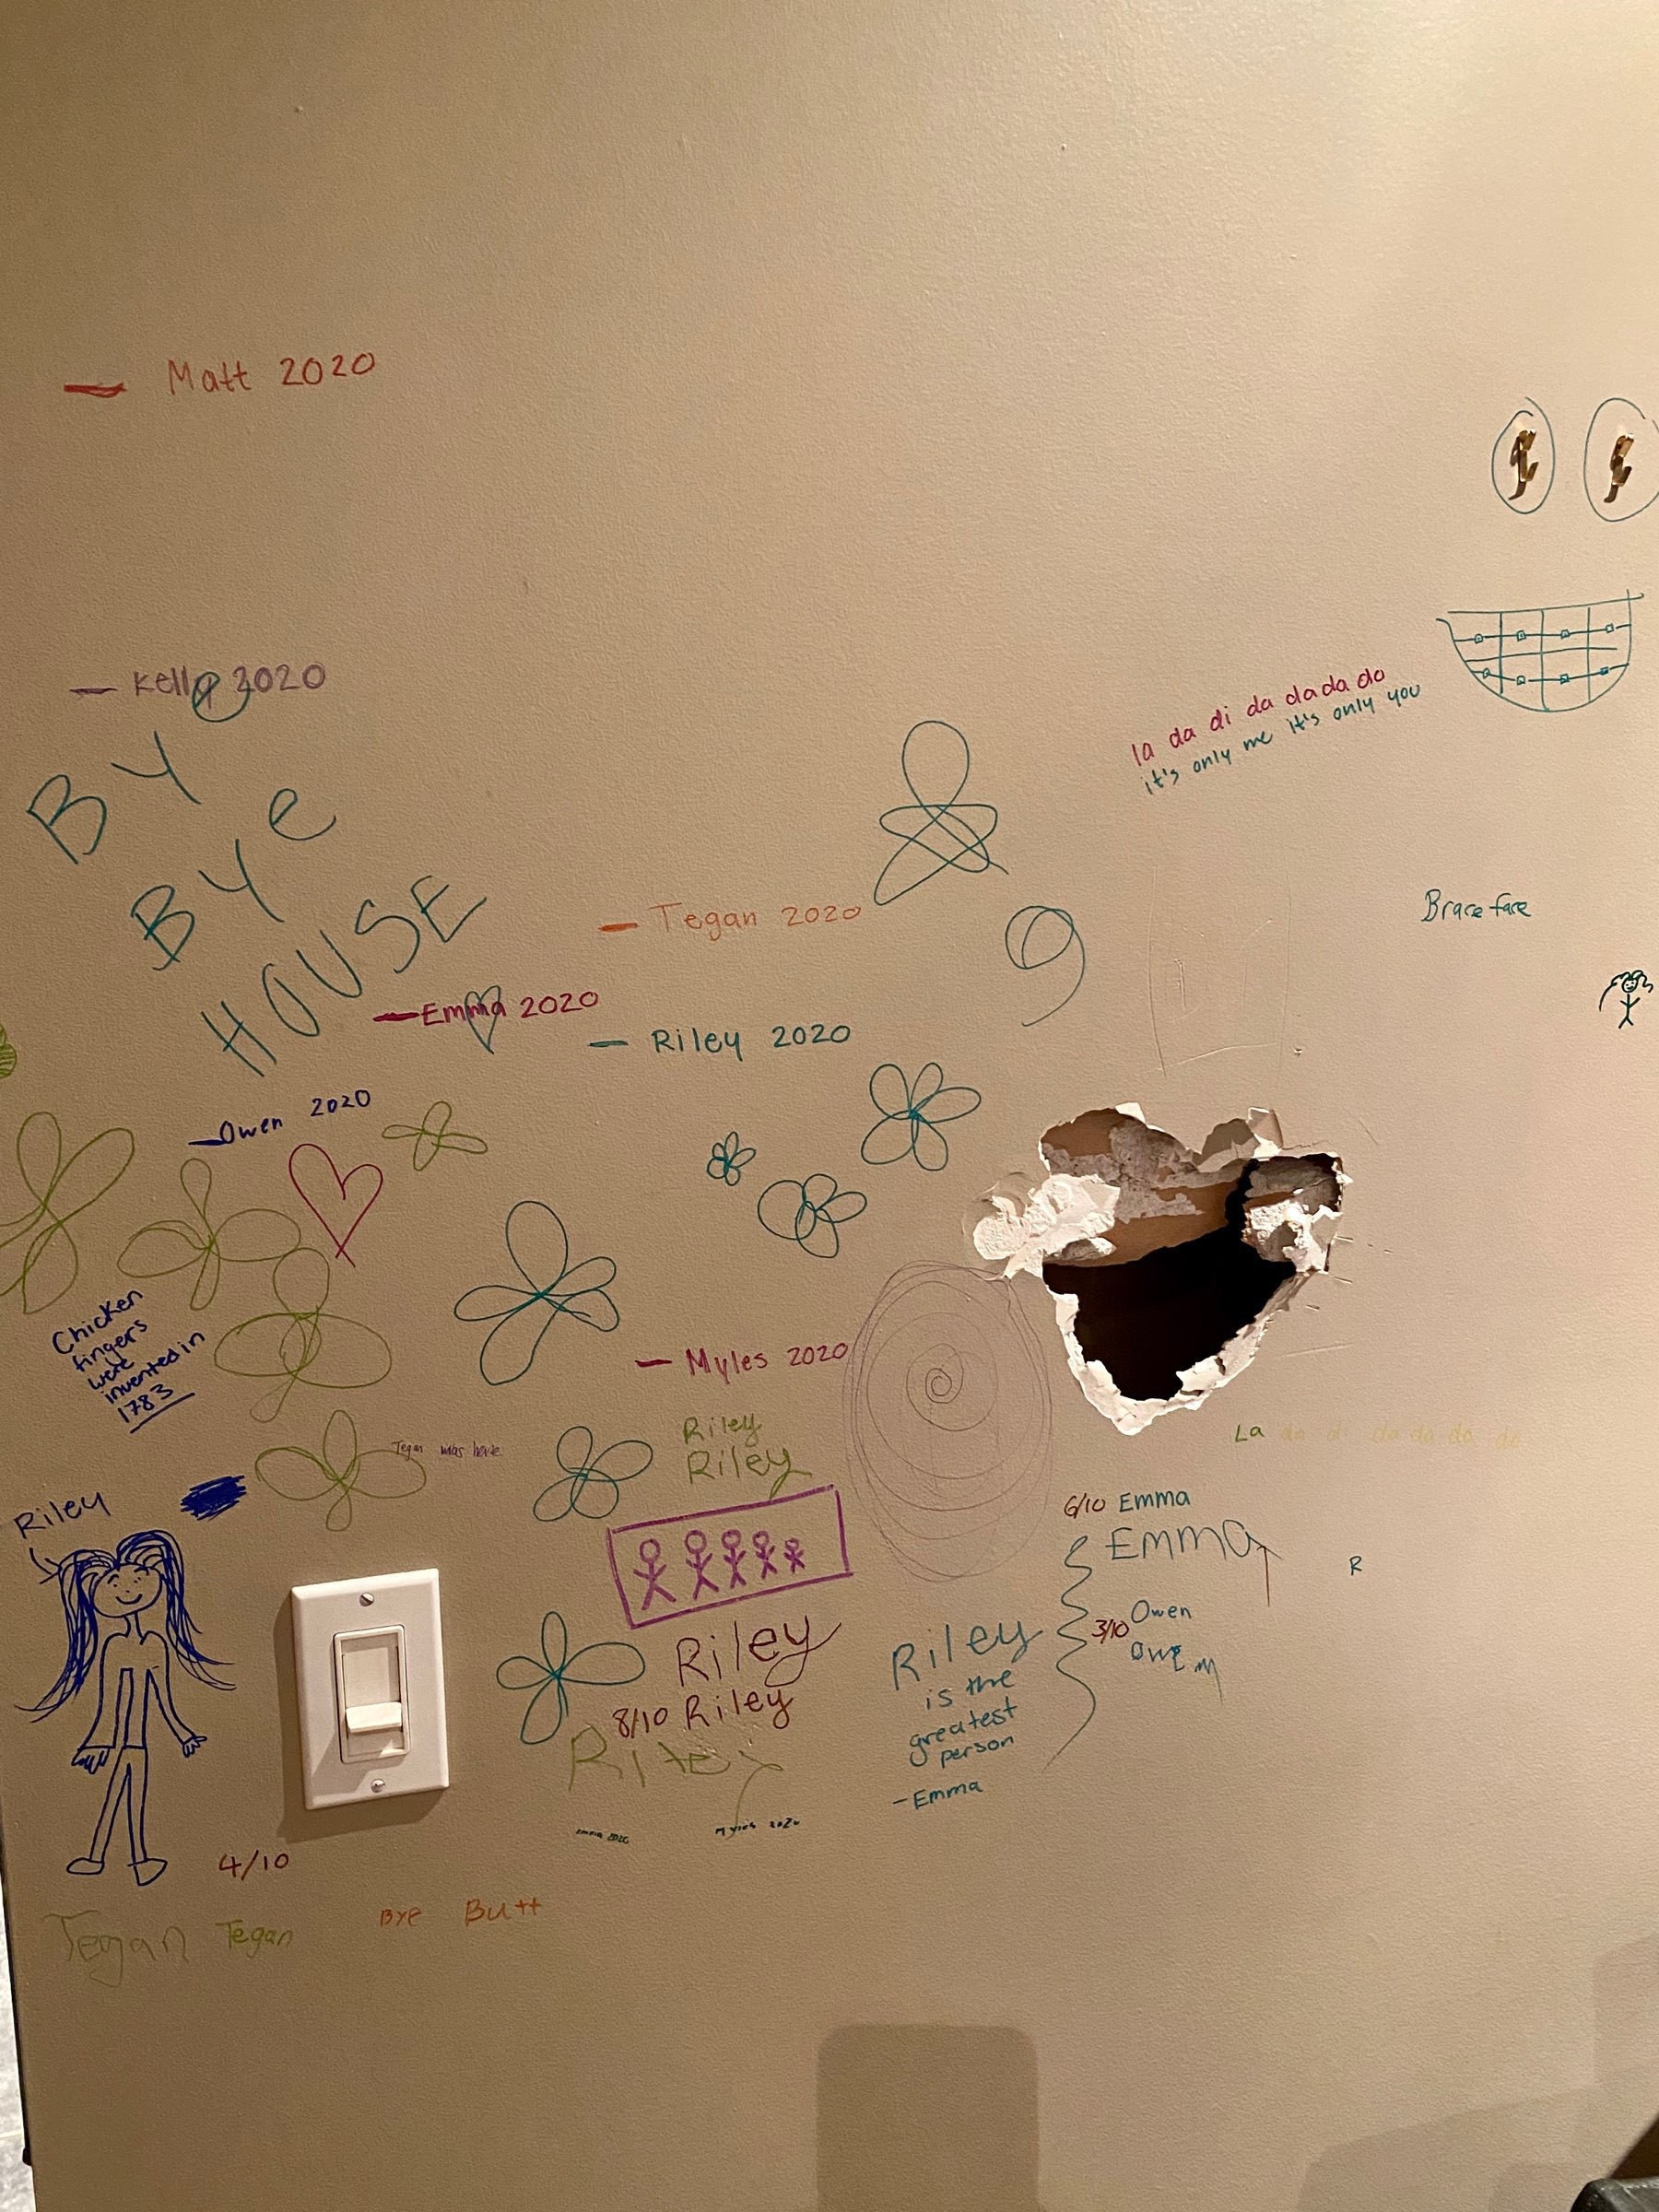 Matt 2020
Kelly 2020
la da di da da da do
it's only me it's only you
BY
BYe
HOUSE
Brace face
Tegan 2020
Emma 2020
Riley 2020
Owen 2020
Chicken
fingers
were
invented in
1783
Myles 2020
Riley
Riley
Tegan was here
La da di da da da do
Riley
6/10 Emma
EMMA
R
3/10 Owen
Owen
Riley
8/10 Riley
Riley
Riley
is the
greatest
person
-Emma
Emma 2020
Myles 2020
4/10
Tegan Tegan
BYE Butt